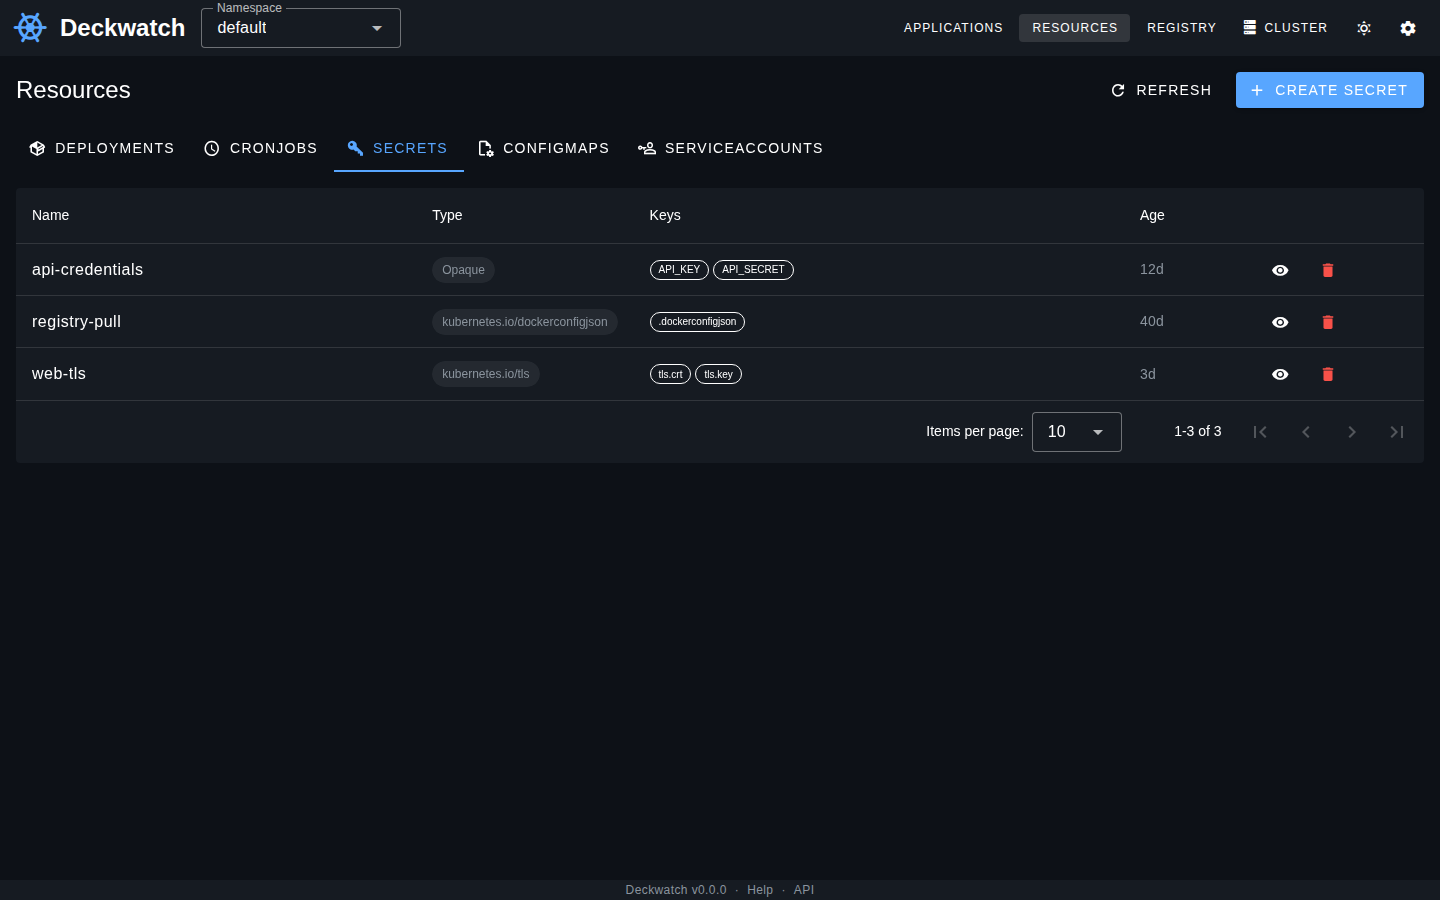 Deckwatch
Namespace
default
APPLICATIONS RESOURCES REGISTRY CLUSTER
Resources
REFRESH CREATE SECRET
DEPLOYMENTS CRONJOBS SECRETS CONFIGMAPS SERVICEACCOUNTS
Name Type Keys Age
api-credentials Opaque API_KEY API_SECRET 12d
registry-pull kubernetes.io/dockerconfigjson .dockerconfigjson 40d
web-tls kubernetes.io/tls tls.crt tls.key 3d
Items per page: 10 1-3 of 3
Deckwatch v0.0.0 · Help · API